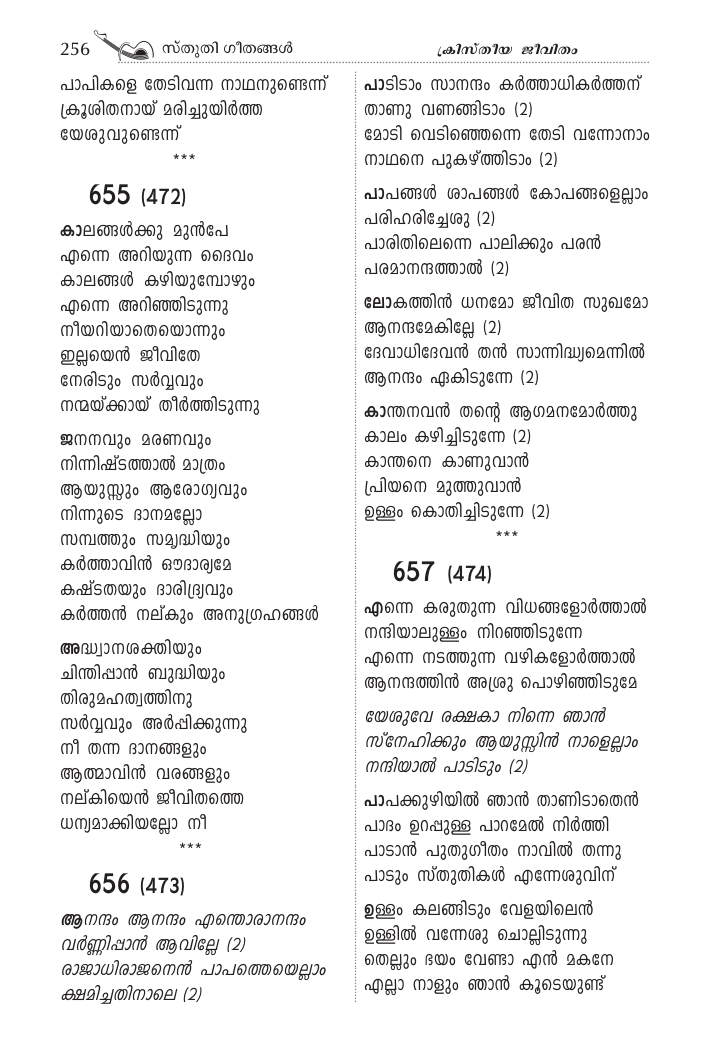 256 സ്തുതി ഗീതങ്ങൾ
ക്രിസ്തീയ ജീവിതം
പാപികളെ തേടിവന്ന നാഥനുണ്ടെന്ന്
ക്രൂശിതനായ് മരിച്ചുയിർത്ത
യേശുവുണ്ടെന്ന്
***
655 (472)
കാലങ്ങൾക്കു മുൻപേ
എന്നെ അറിയുന്ന ദൈവം
കാലങ്ങൾ കഴിയുമ്പോഴും
എന്നെ അറിഞ്ഞിടുന്നു
നീയറിയാതെയൊന്നും
ഇല്ലയെൻ ജീവിതേ
നേരിടും സർവ്വവും
നന്മയ്ക്കായ് തീർത്തിടുന്നു
ജനനവും മരണവും
നിന്നിഷ്ടത്താൽ മാത്രം
ആയുസ്സും ആരോഗ്യവും
നിന്നുടെ ദാനമല്ലോ
സമ്പത്തും സമൃദ്ധിയും
കർത്താവിൻ ഔദാര്യമേ
കഷ്ടതയും ദാരിദ്ര്യവും
കർത്തൻ നല്കും അനുഗ്രഹങ്ങൾ
അദ്ധ്വാനശക്തിയും
ചിന്തിപ്പാൻ ബുദ്ധിയും
തിരുമഹത്വത്തിനു
സർവ്വവും അർപ്പിക്കുന്നു
നീ തന്ന ദാനങ്ങളും
ആത്മാവിൻ വരങ്ങളും
നല്കിയെൻ ജീവിതത്തെ
ധന്യമാക്കിയല്ലോ നീ
***
656 (473)
ആനന്ദം ആനന്ദം എന്തൊരാനന്ദം
വർണ്ണിപ്പാൻ ആവില്ലേ (2)
രാജാധിരാജനെൻ പാപത്തെയെല്ലാം
ക്ഷമിച്ചതിനാലെ (2)
പാടിടാം സാനന്ദം കർത്താധികർത്തന്
താണു വണങ്ങിടാം (2)
മോടി വെടിഞ്ഞെന്നെ തേടി വന്നോനാം
നാഥനെ പുകഴ്ത്തിടാം (2)
പാപങ്ങൾ ശാപങ്ങൾ കോപങ്ങളെല്ലാം
പരിഹരിച്ചേശു (2)
പാരിതിലെന്നെ പാലിക്കും പരൻ
പരമാനന്ദത്താൽ (2)
ലോകത്തിൻ ധനമോ ജീവിത സുഖമോ
ആനന്ദമേകില്ലേ (2)
ദേവാധിദേവൻ തൻ സാന്നിദ്ധ്യമെന്നിൽ
ആനന്ദം ഏകിടുന്നേ (2)
കാന്തനവൻ തന്റെ ആഗമനമോർത്തു
കാലം കഴിച്ചിടുന്നേ (2)
കാന്തനെ കാണുവാൻ
പ്രിയനെ മുത്തുവാൻ
ഉള്ളം കൊതിച്ചിടുന്നേ (2)
***
657 (474)
എന്നെ കരുതുന്ന വിധങ്ങളോർത്താൽ
നന്ദിയാലുള്ളം നിറഞ്ഞിടുന്നേ
എന്നെ നടത്തുന്ന വഴികളോർത്താൽ
ആനന്ദത്തിൻ അശ്രു പൊഴിഞ്ഞിടുമേ
യേശുവേ രക്ഷകാ നിന്നെ ഞാൻ
സ്നേഹിക്കും ആയുസ്സിൻ നാളെല്ലാം
നന്ദിയാൽ പാടിടും (2)
പാപക്കുഴിയിൽ ഞാൻ താണിടാതെൻ
പാദം ഉറപ്പുള്ള പാറമേൽ നിർത്തി
പാടാൻ പുതുഗീതം നാവിൽ തന്നു
പാടും സ്തുതികൾ എന്നേശുവിന്
ഉള്ളം കലങ്ങിടും വേളയിലെൻ
ഉള്ളിൽ വന്നേശു ചൊല്ലിടുന്നു
തെല്ലും ഭയം വേണ്ടാ എൻ മകനേ
എല്ലാ നാളും ഞാൻ കൂടെയുണ്ട്